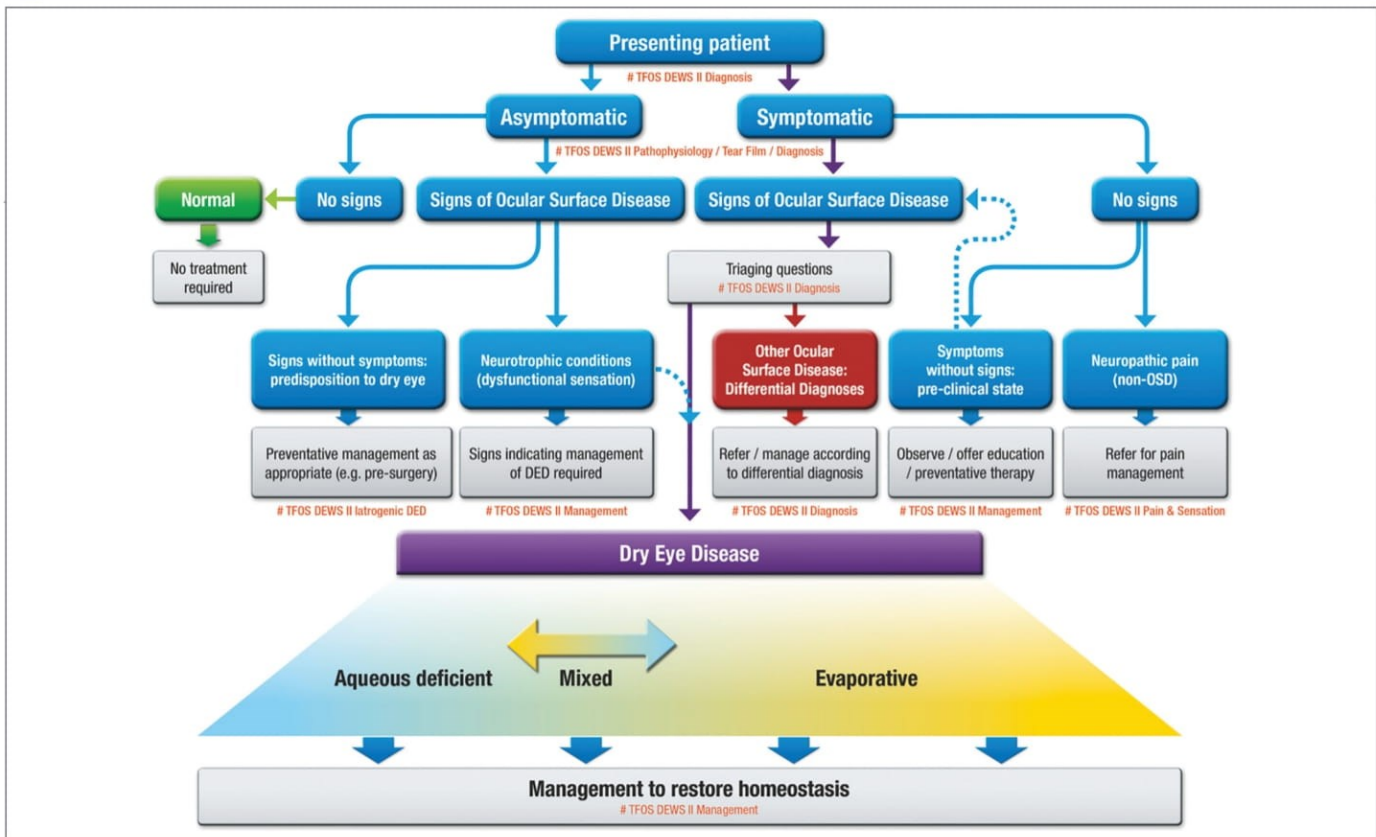 Presenting patient
# TFOS DEWS II Diagnosis
Asymptomatic
Symptomatic
# TFOS DEWS II Pathophysiology / Tear Film / Diagnosis
Normal
No signs
Signs of Ocular Surface Disease
Signs of Ocular Surface Disease
No signs
No treatment
required
Triaging questions
# TFOS DEWS II Diagnosis
Signs without symptoms:
predisposition to dry eye
Neurotrophic conditions
(dysfunctional sensation)
Other Ocular
Surface Disease:
Differential Diagnoses
Symptoms
without signs:
pre-clinical state
Neuropathic pain
(non-OSD)
Preventative management as
appropriate (e.g. pre-surgery)
Signs indicating management
of DED required
Refer / manage according
to differential diagnosis
Observe / offer education
/ preventative therapy
Refer for pain
management
# TFOS DEWS II Iatrogenic DED
# TFOS DEWS II Management
# TFOS DEWS II Diagnosis
# TFOS DEWS II Management
# TFOS DEWS II Pain & Sensation
Dry Eye Disease
Aqueous deficient
Mixed
Evaporative
Management to restore homeostasis
# TFOS DEWS II Management